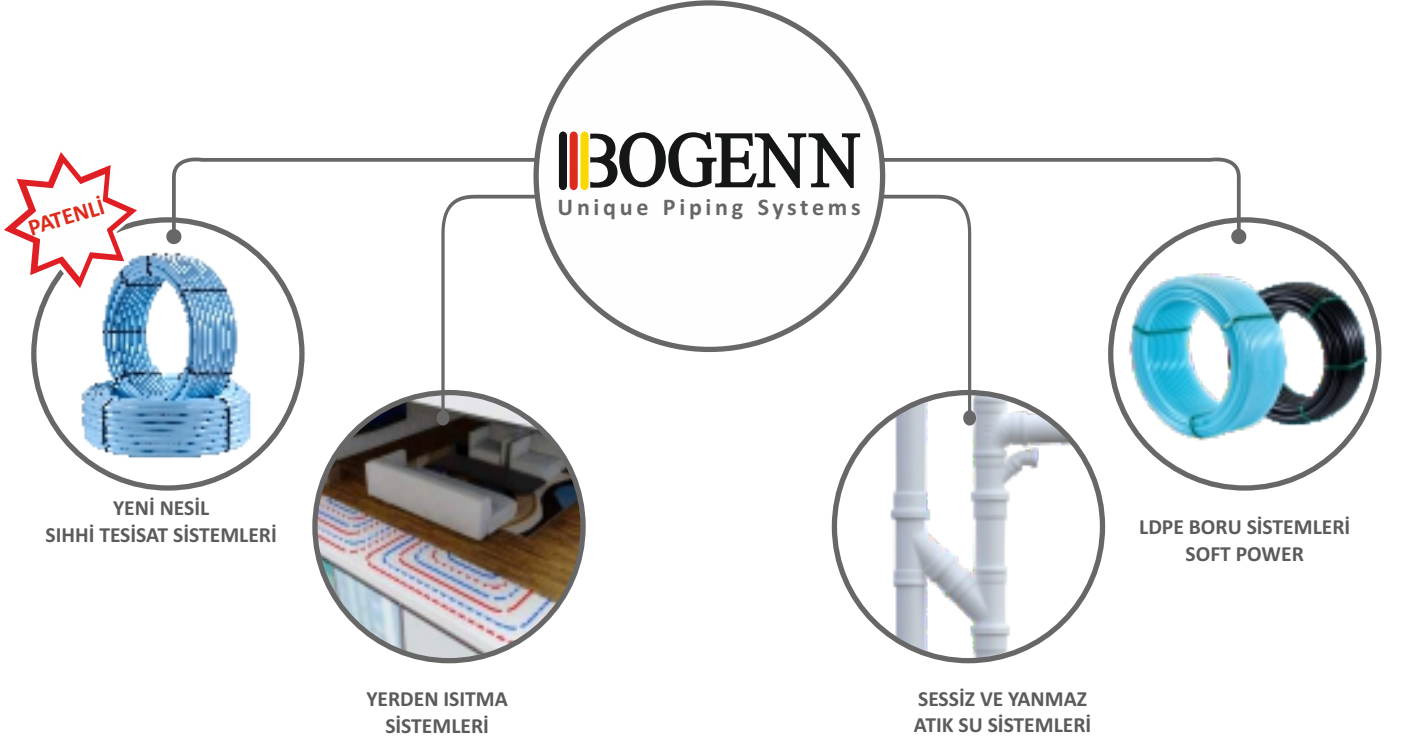 BOGENN
Unique Piping Systems
PATENLİ
YENİ NESİL
SIHHİ TESİSAT SİSTEMLERİ
YERDEN ISITMA
SİSTEMLERİ
SESSİZ VE YANMAZ
ATIK SU SİSTEMLERİ
LDPE BORU SİSTEMLERİ
SOFT POWER